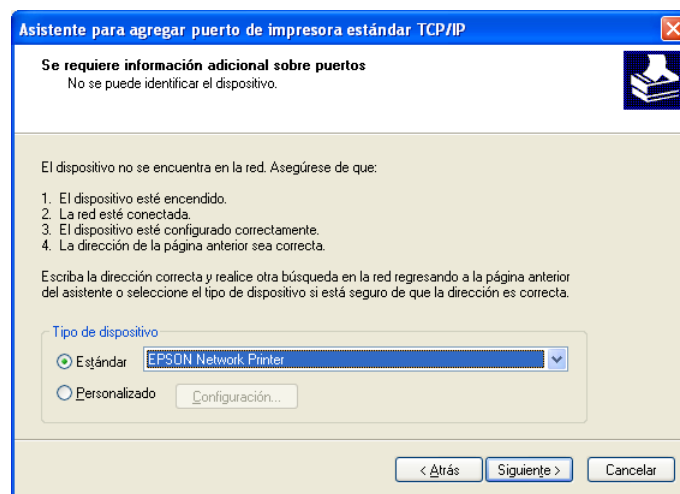 Asistente para agregar puerto de impresora estándar TCP/IP
Se requiere información adicional sobre puertos
No se puede identificar el dispositivo.
El dispositivo no se encuentra en la red. Asegúrese de que:
1. El dispositivo esté encendido.
2. La red esté conectada.
3. El dispositivo esté configurado correctamente.
4. La dirección de la página anterior sea correcta.
Escriba la dirección correcta y realice otra búsqueda en la red regresando a la página anterior
del asistente o seleccione el tipo de dispositivo si está seguro de que la dirección es correcta.
Tipo de dispositivo
Estándar EPSON Network Printer
Personalizado Configuración...
< Atrás Siguiente > Cancelar